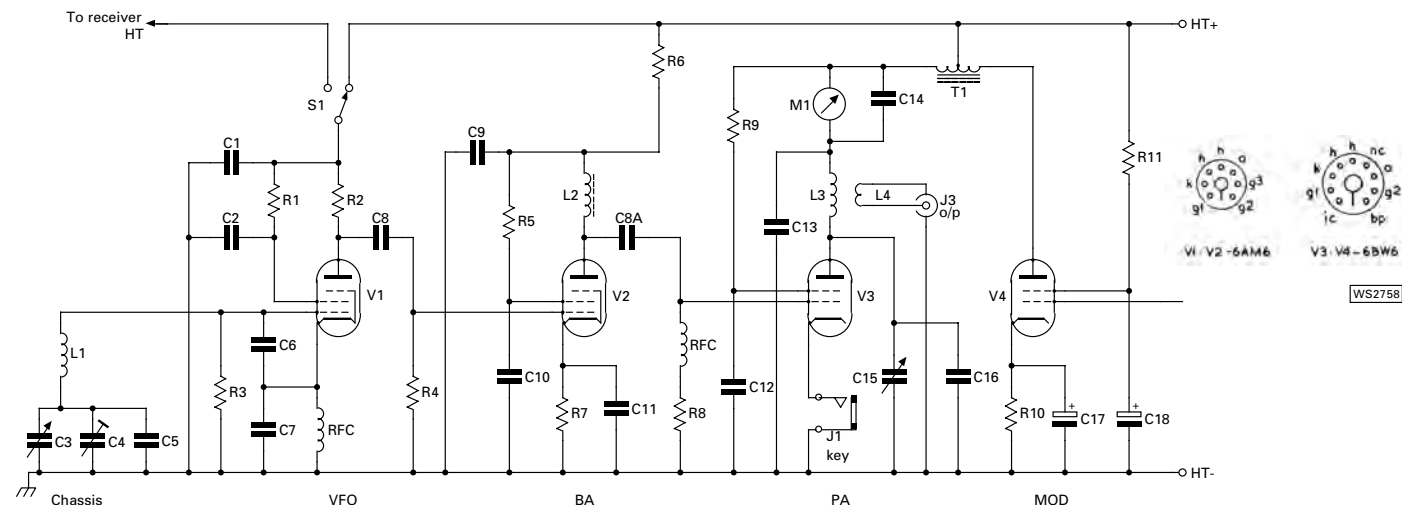 To receiver
HT
HT+
R6
S1
M1
C14
T1
C9
R9
C1
R11
R1
R2
L2
L3
L4
J3
o/p
C2
C8
R5
C8A
C13
h h a
k g3
g1 g2
h h nc
k a
g1 g2
ic bp
V1
V2
V3
V4
V1 V2 - 6AM6
V3 V4 - 6BW6
WS2758
L1
C6
RFC
R3
R4
C10
C12
C15
C16
C3
C4
C5
C7
RFC
R7
C11
R8
J1
key
R10
+
C17
+
C18
HT-
Chassis
VFO
BA
PA
MOD